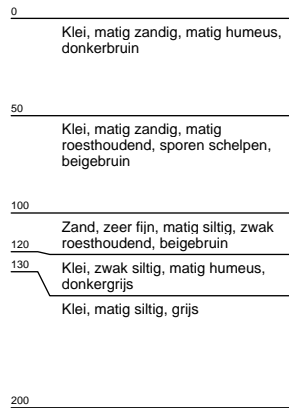 0
Klei, matig zandig, matig humeus,
donkerbruin
50
Klei, matig zandig, matig
roesthoudend, sporen schelpen,
beigebruin
100
Zand, zeer fijn, matig siltig, zwak
roesthoudend, beigebruin
120
130
Klei, zwak siltig, matig humeus,
donkergrijs
Klei, matig siltig, grijs
200